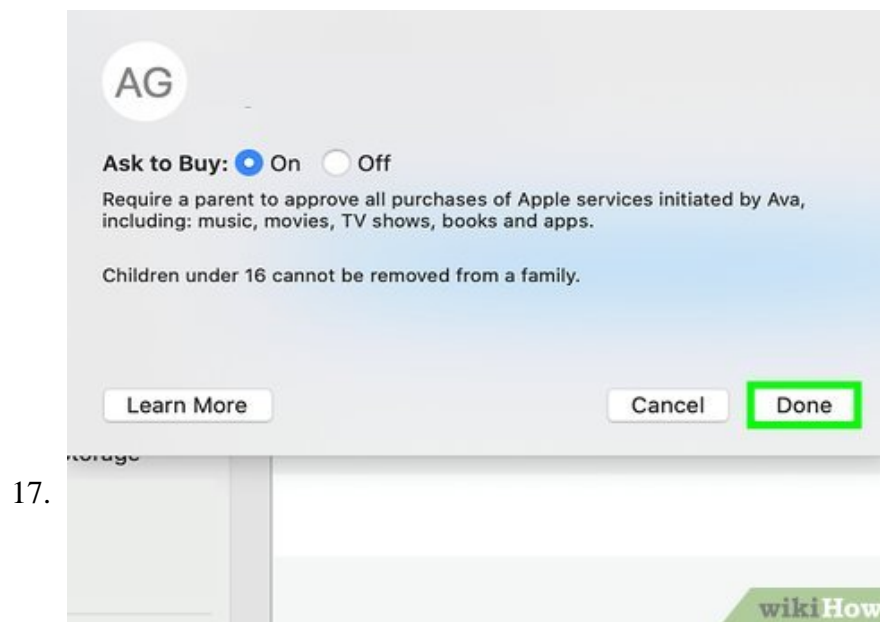 AG
Ask to Buy: On Off
Require a parent to approve all purchases of Apple services initiated by Ava,
including: music, movies, TV shows, books and apps.
Children under 16 cannot be removed from a family.
Learn More Cancel Done
17.
wikiHow